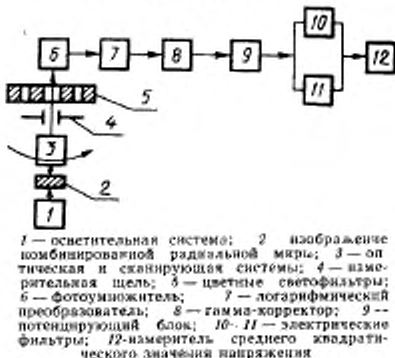 6
7
8
9
10
11
12
5
4
3
2
1
1 — осветительная система; 2 изображение
комбинированой радиальной миры; 3 — оп
тическая и сканирующая системы; 4 — изме-
рительная щель; 5 — цветные светофильтры;
6 — фотоумножитель; 7 — логарифмический
преобразователь; 8 — гамма-корректор; 9 —
потенцирующий блок; 10-11 — электрические
фильтры; 12-измеритель среднего квадрати-
ческого значения напряжения